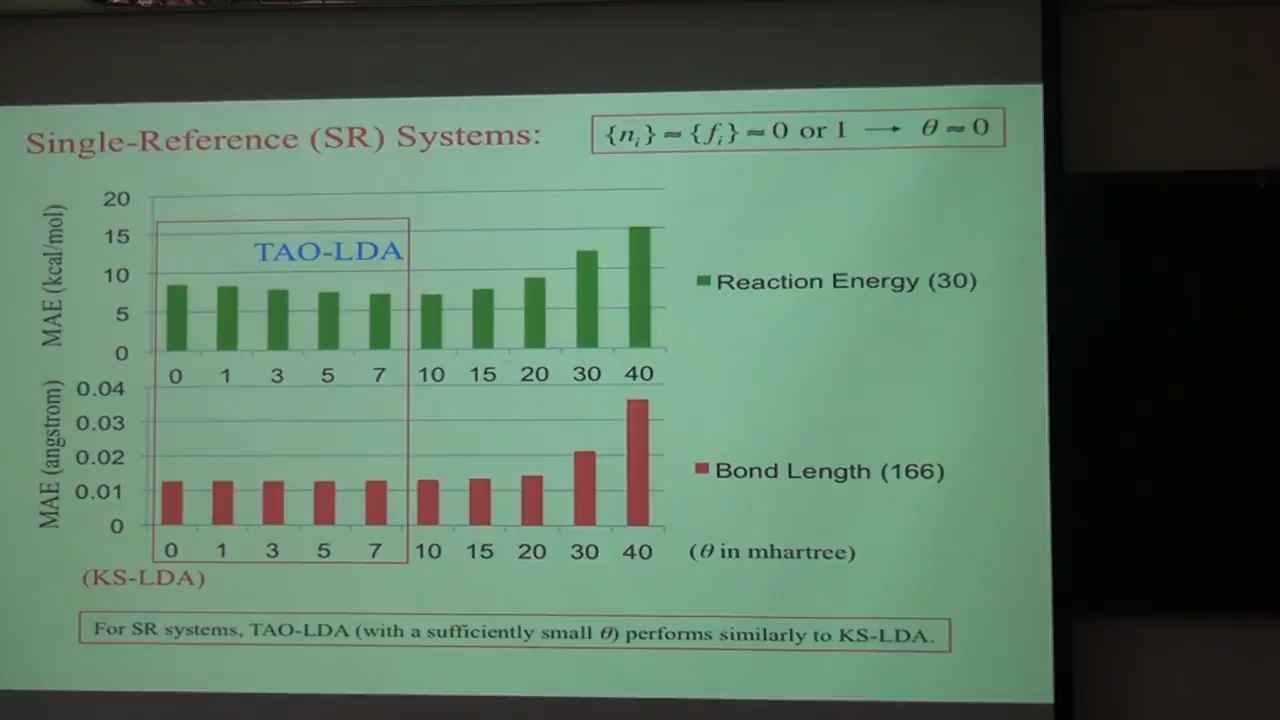 Single-Reference (SR) Systems:
{nᵢ} ≈ {fᵢ} ≈ 0 or 1 → θ ≈ 0
MAE (kcal/mol)
20
15
10
5
0
TAO-LDA
0 1 3 5 7 10 15 20 30 40
Reaction Energy (30)
MAE (angstrom)
0.04
0.03
0.02
0.01
0
0 1 3 5 7 10 15 20 30 40
Bond Length (166)
(θ in mhartree)
(KS-LDA)
For SR systems, TAO-LDA (with a sufficiently small θ) performs similarly to KS-LDA.